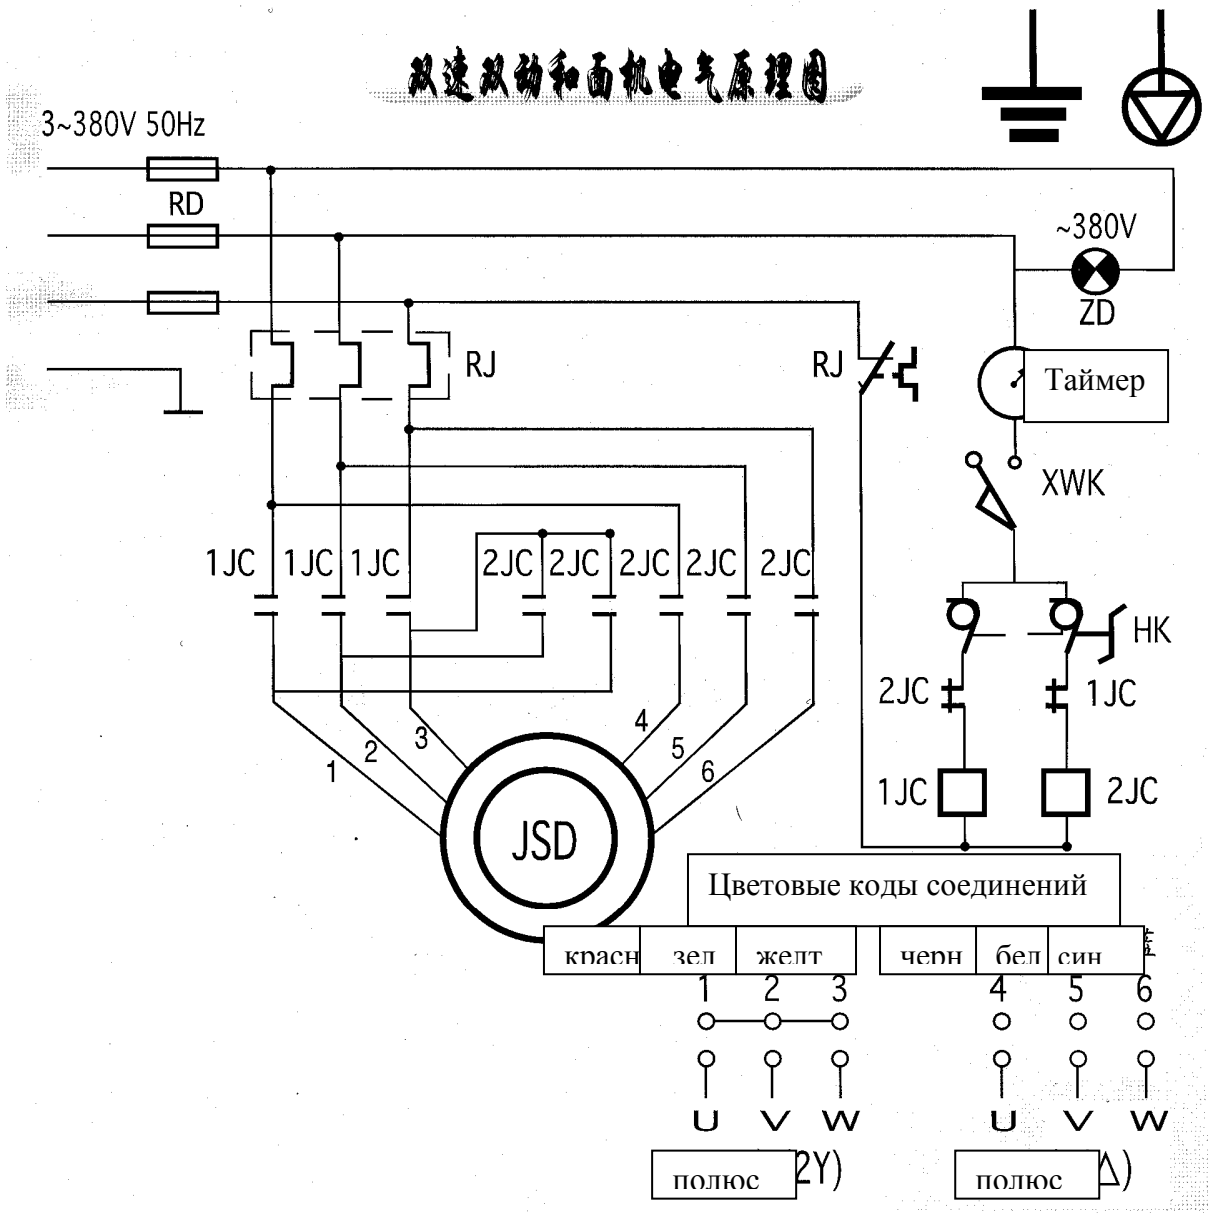 双速双动和面机电气原理图
3~380V 50Hz
RD
~380V
ZD
RJ
RJ
Таймер
XWK
1JC 1JC 1JC 2JC 2JC 2JC 2JC 2JC
HK
2JC 1JC
4
3
5
2
6
1
1JC 2JC
JSD
Цветовые коды соединений
красн зел желт черн бел син
1 2 3 4 5 6
U V W U V W
полюс 2Y) полюс Δ)